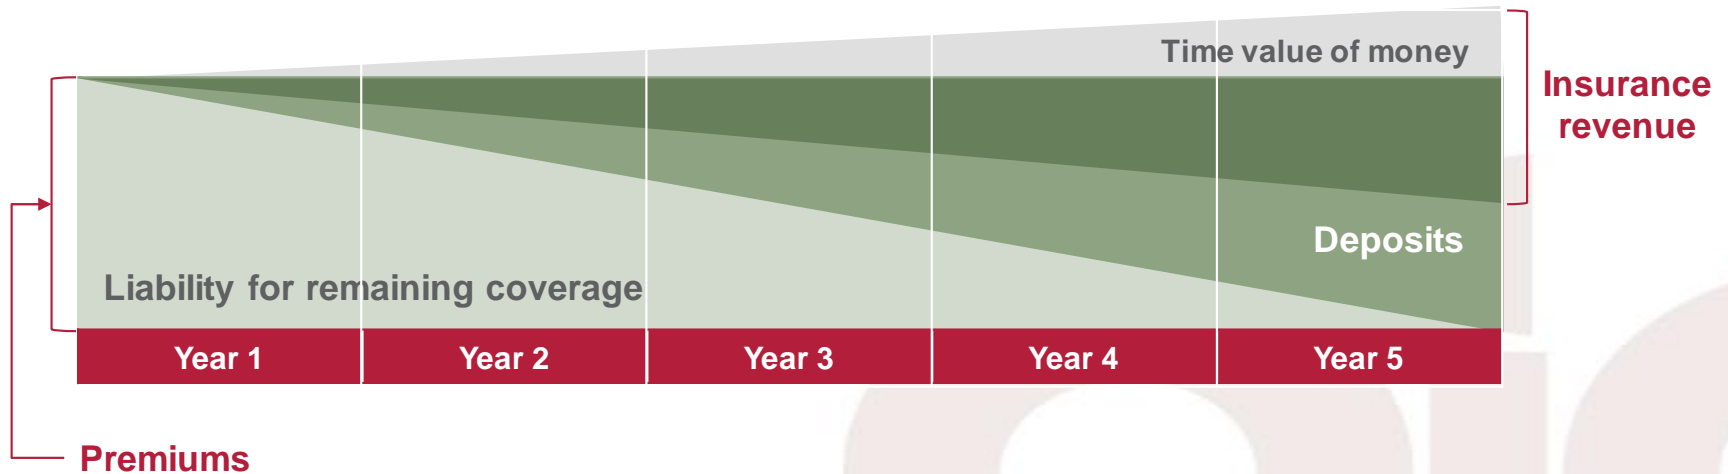 Time value of money
Insurance
revenue
Deposits
Liability for remaining coverage
Year 1
Year 2
Year 3
Year 4
Year 5
Premiums